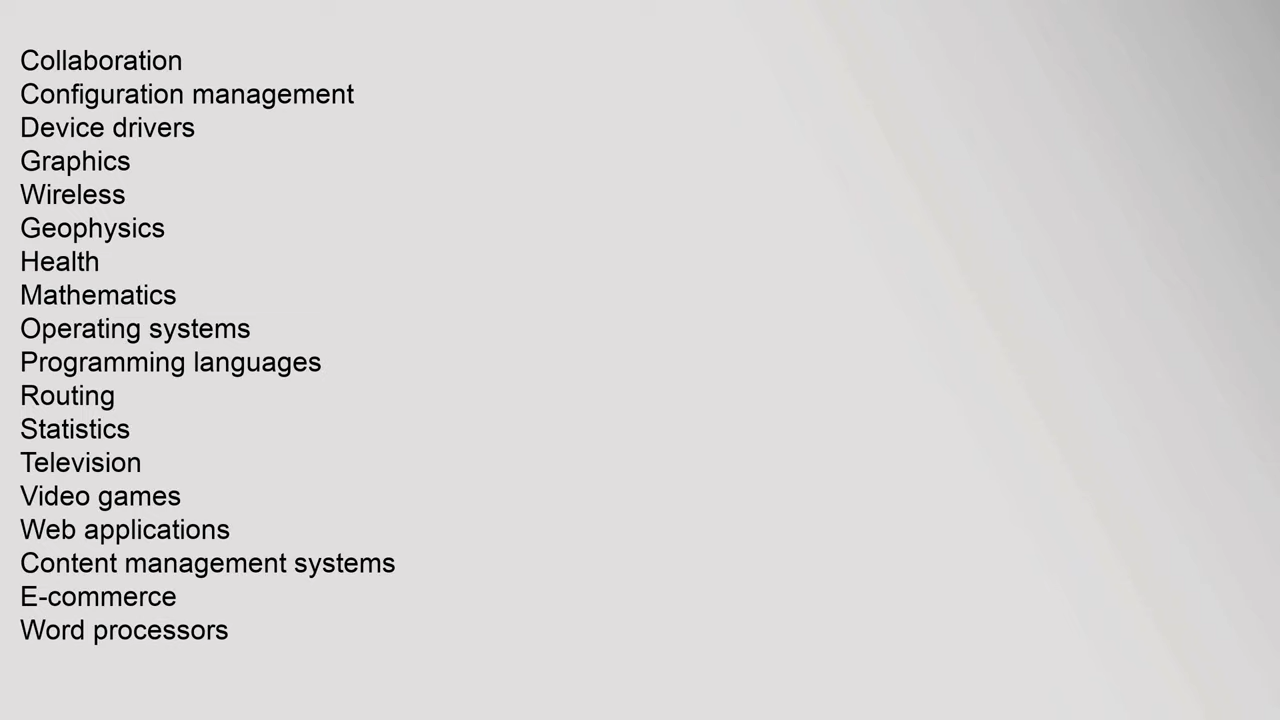 Collaboration
Configuration management
Device drivers
Graphics
Wireless
Geophysics
Health
Mathematics
Operating systems
Programming languages
Routing
Statistics
Television
Video games
Web applications
Content management systems
E-commerce
Word processors